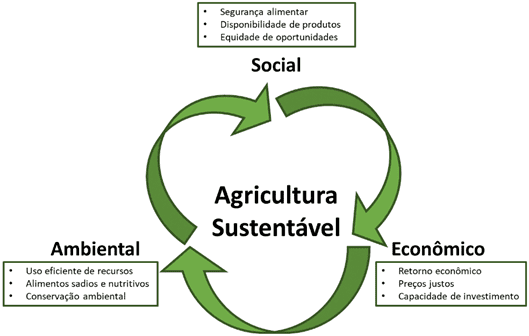 • Segurança alimentar
• Disponibilidade de produtos
• Equidade de oportunidades
Social
Agricultura
Sustentável
Ambiental
• Uso eficiente de recursos
• Alimentos sadios e nutritivos
• Conservação ambiental
Econômico
• Retorno econômico
• Preços justos
• Capacidade de investimento